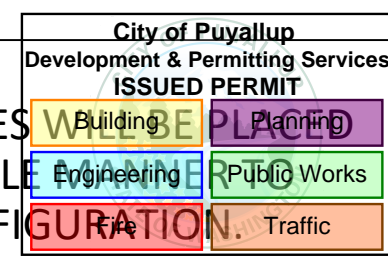 City of Puyallup
Development & Permitting Services
ISSUED PERMIT
Building Planning
Engineering Public Works
Fire Traffic
ES WILL BE PLACED
LE MANNER TO
FIGURATION.